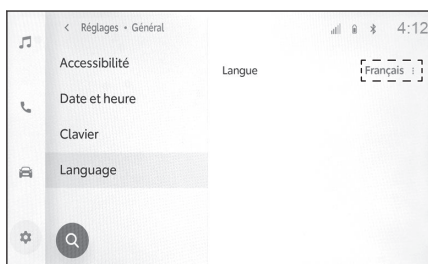 < Réglages • Général
4:12
Accessibilité
Langue
Français
Date et heure
Clavier
Language